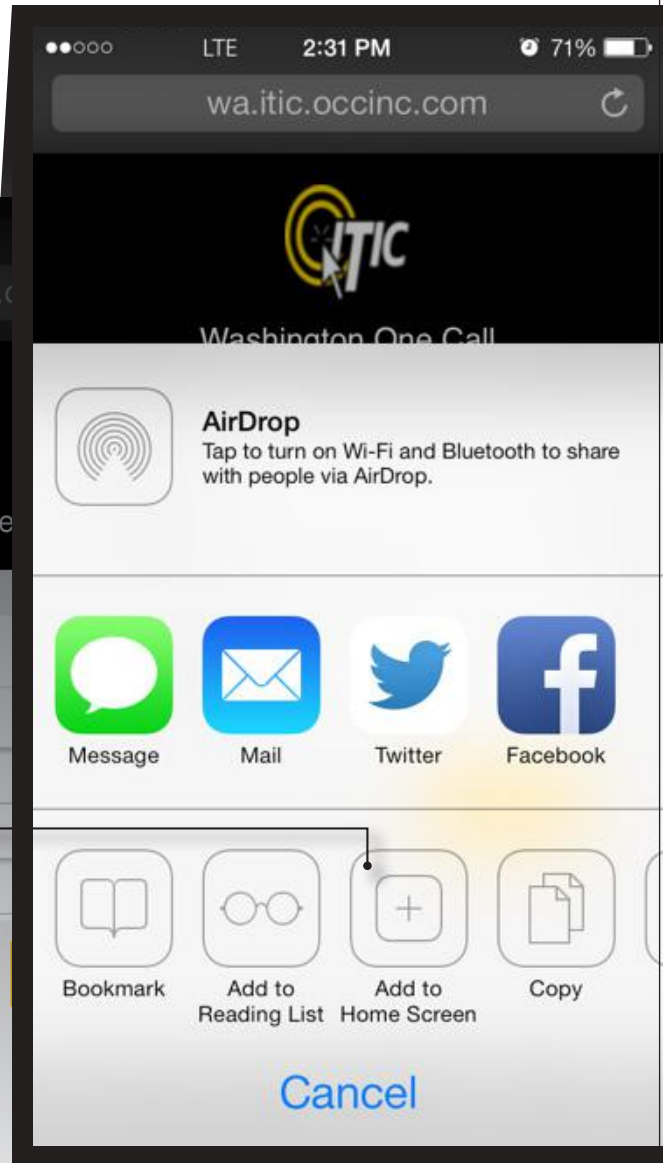 LTE 2:31 PM 71%
wa.itic.occinc.com
ITIC
Washington One Call
AirDrop
Tap to turn on Wi-Fi and Bluetooth to share
with people via AirDrop.
Message Mail Twitter Facebook
Bookmark Add to Reading List Add to Home Screen Copy
Cancel